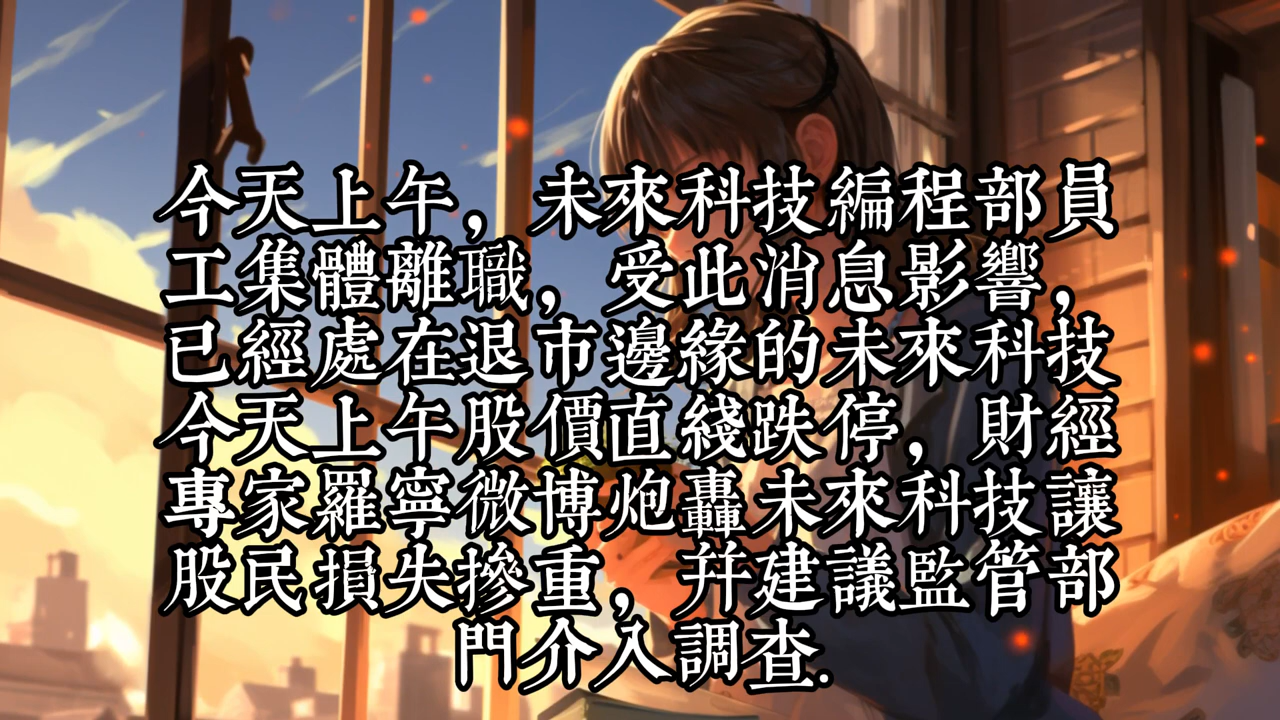 今天上午，未來科技編程部員
工集體離職，受此消息影響，
已經處在退市邊緣的未來科技
今天上午股價直綫跌停，財經
專家羅寧微博炮轟未來科技讓
股民損失摻重，幷建議監管部
門介入調查.